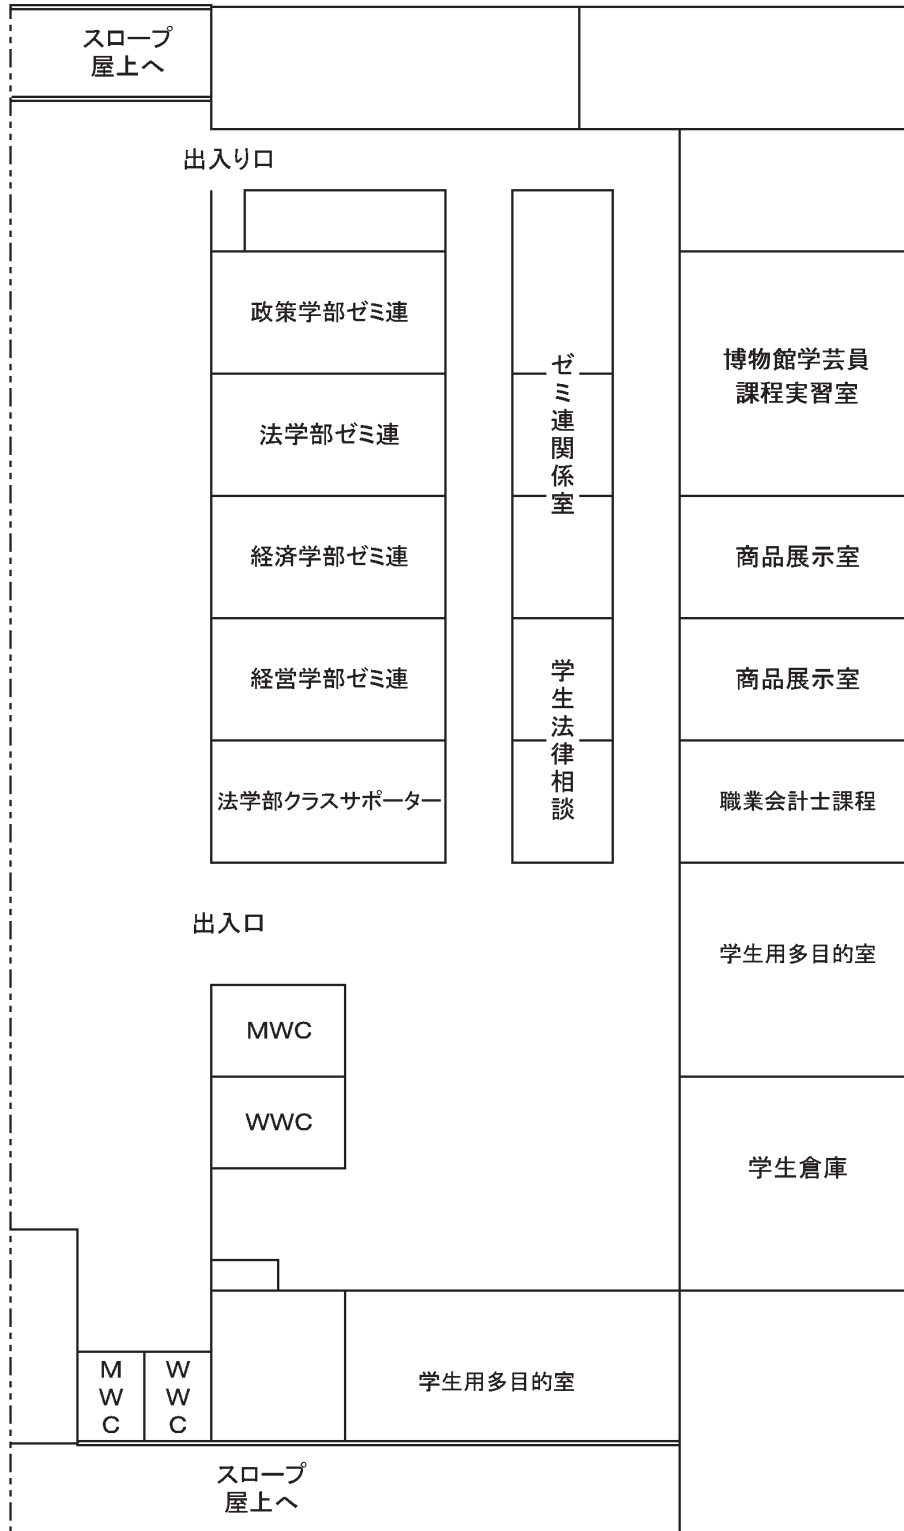 スロープ
屋上へ
出入り口
政策学部ゼミ連
ゼミ連関係室
博物館学芸員
課程実習室
法学部ゼミ連
経済学部ゼミ連
商品展示室
経営学部ゼミ連
学生法律相談
商品展示室
法学部クラスサポーター
職業会計士課程
出入口
学生用多目的室
MWC
WWC
学生倉庫
MWC
WWC
学生用多目的室
スロープ
屋上へ